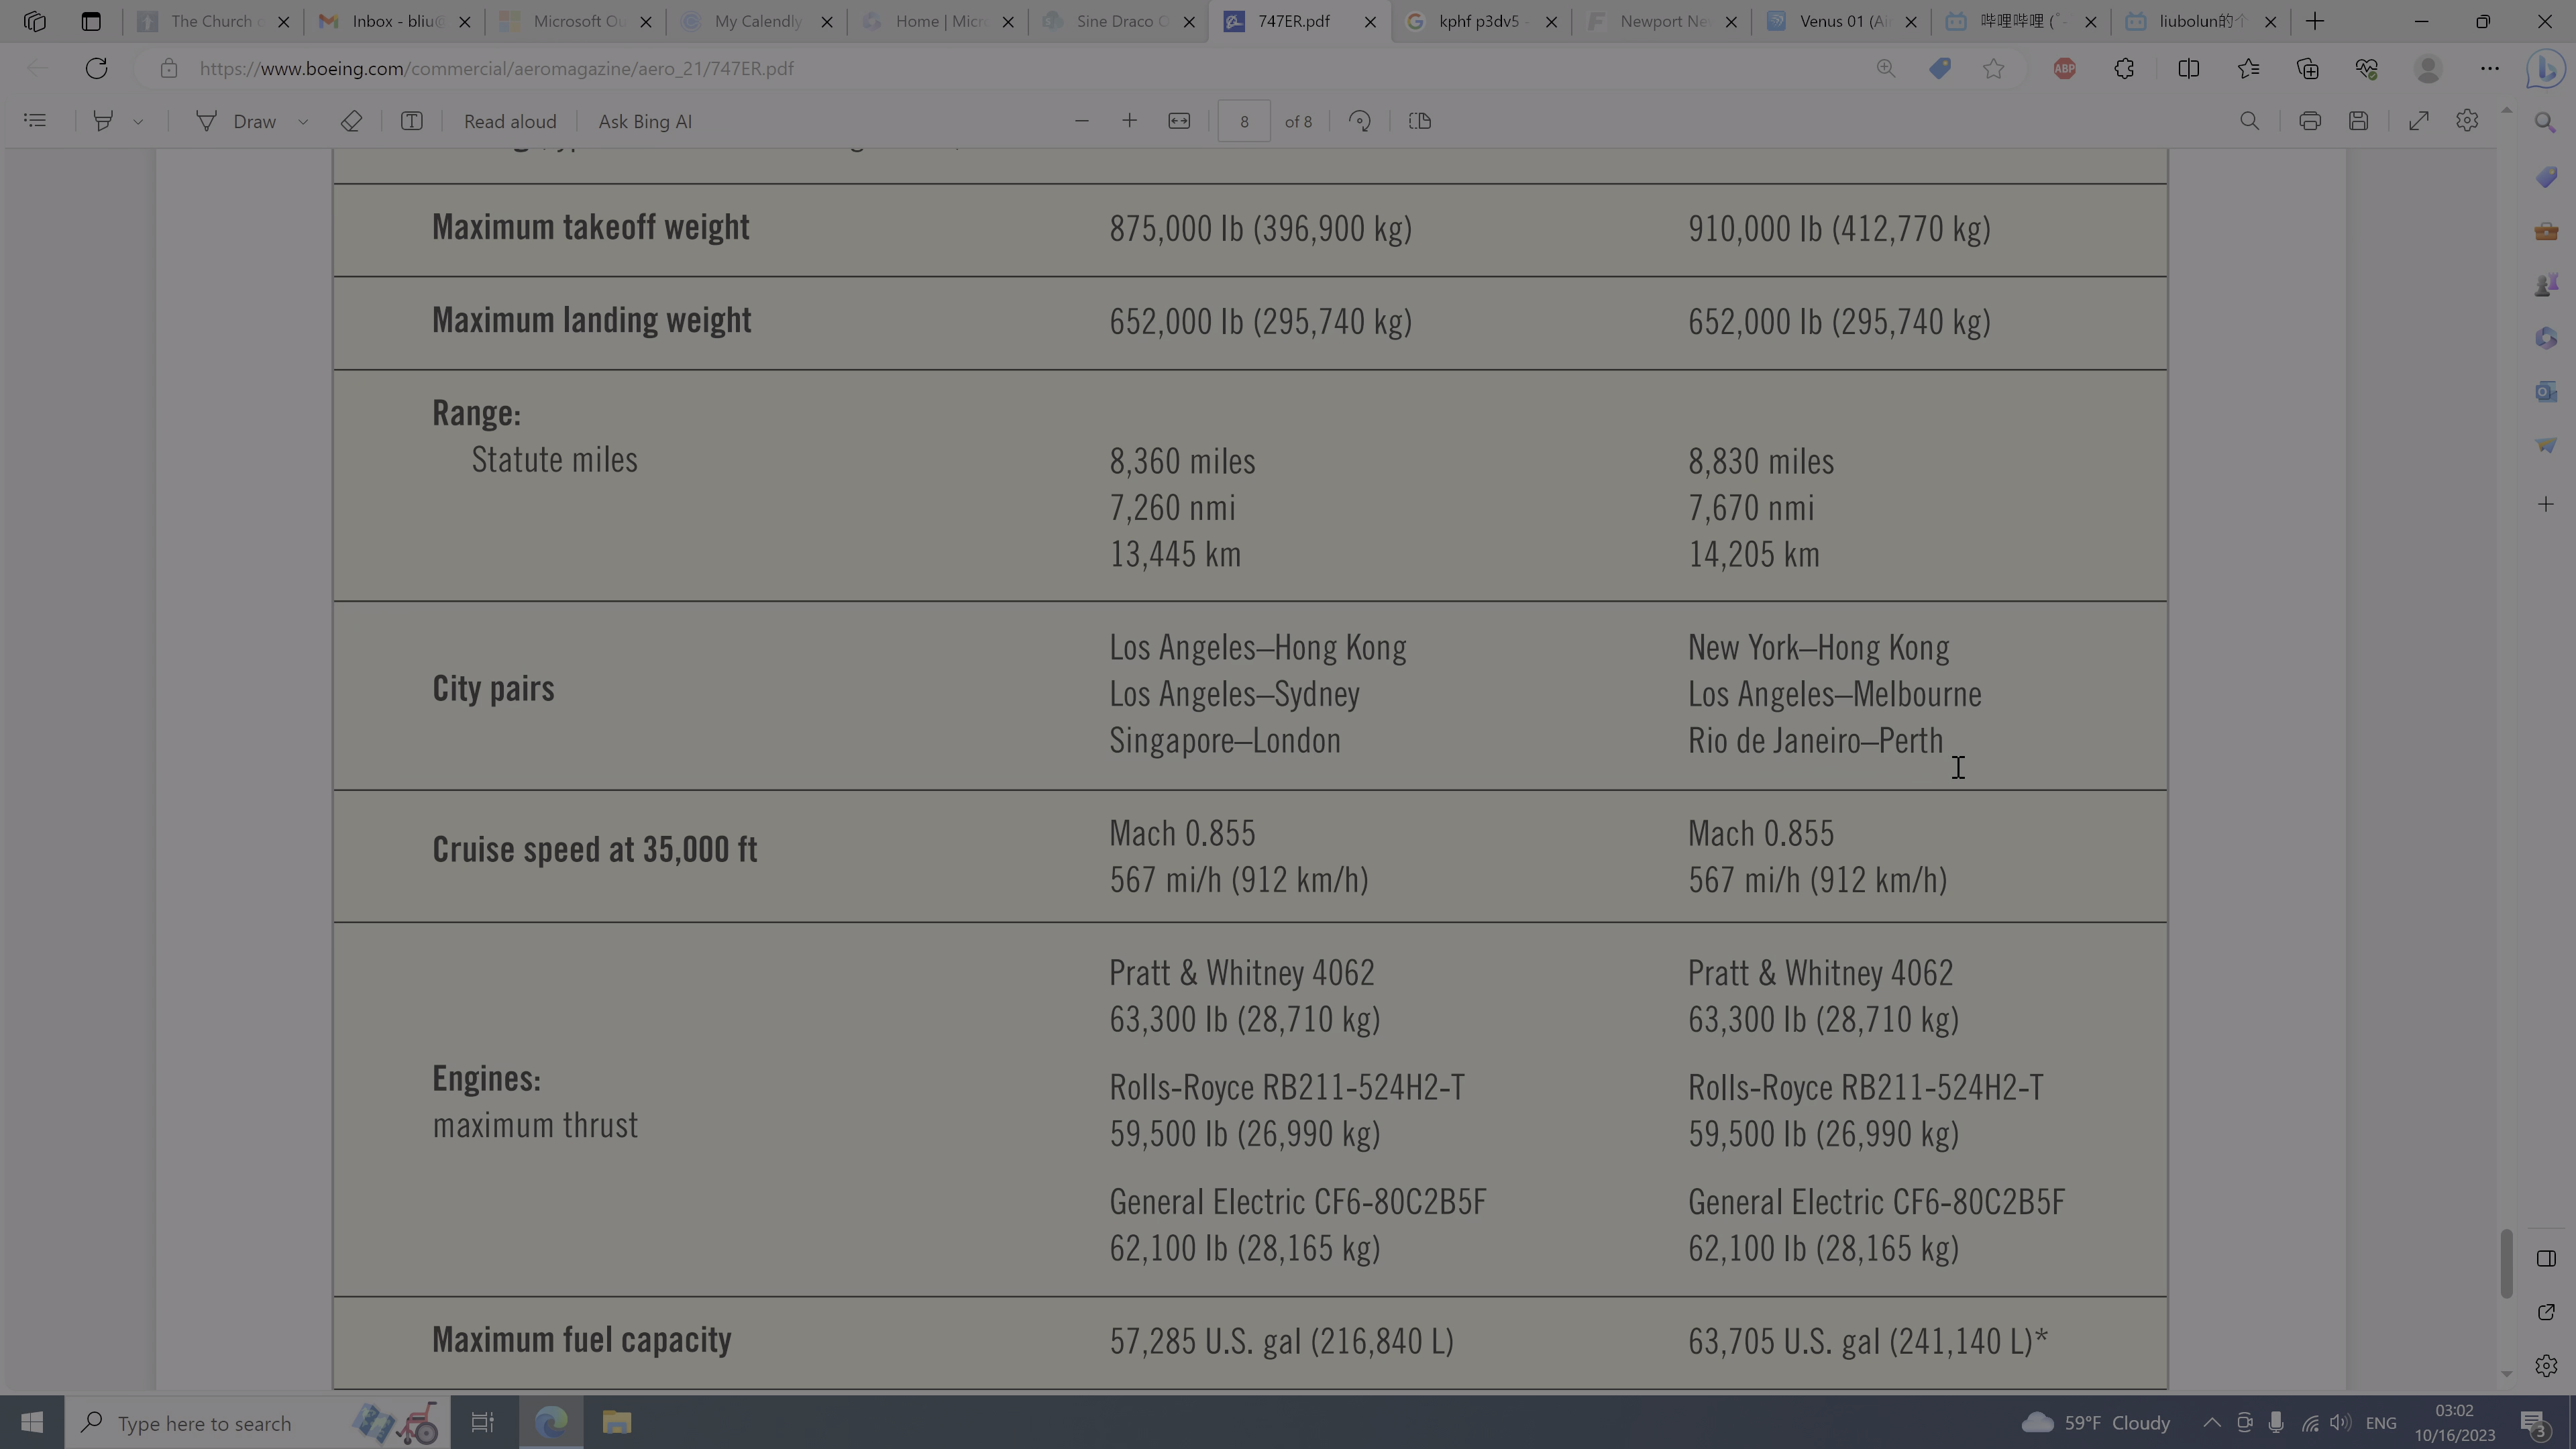 The Church
Inbox - bliu@
Microsoft Ou
My Calendly
Home | Micr
Sine Draco
747ER.pdf
kphf p3dv5 -
Newport Ne
Venus 01 (Ai
哔哩哔哩 (゜-
liubolun的个
https://www.boeing.com/commercial/aeromagazine/aero_21/747ER.pdf
ABP
Draw
Read aloud
Ask Bing AI
8 of 8
Maximum takeoff weight 875,000 lb (396,900 kg) 910,000 lb (412,770 kg)
Maximum landing weight 652,000 lb (295,740 kg) 652,000 lb (295,740 kg)
Range:
Statute miles 8,360 miles 8,830 miles
7,260 nmi 7,670 nmi
13,445 km 14,205 km
Los Angeles–Hong Kong New York–Hong Kong
City pairs Los Angeles–Sydney Los Angeles–Melbourne
Singapore–London Rio de Janeiro–Perth
Mach 0.855 Mach 0.855
Cruise speed at 35,000 ft
567 mi/h (912 km/h) 567 mi/h (912 km/h)
Pratt & Whitney 4062 Pratt & Whitney 4062
63,300 lb (28,710 kg) 63,300 lb (28,710 kg)
Engines: Rolls-Royce RB211-524H2-T Rolls-Royce RB211-524H2-T
maximum thrust 59,500 lb (26,990 kg) 59,500 lb (26,990 kg)
General Electric CF6-80C2B5F General Electric CF6-80C2B5F
62,100 lb (28,165 kg) 62,100 lb (28,165 kg)
Maximum fuel capacity 57,285 U.S. gal (216,840 L) 63,705 U.S. gal (241,140 L)*
Type here to search
59°F Cloudy
ENG
03:02
10/16/2023
3